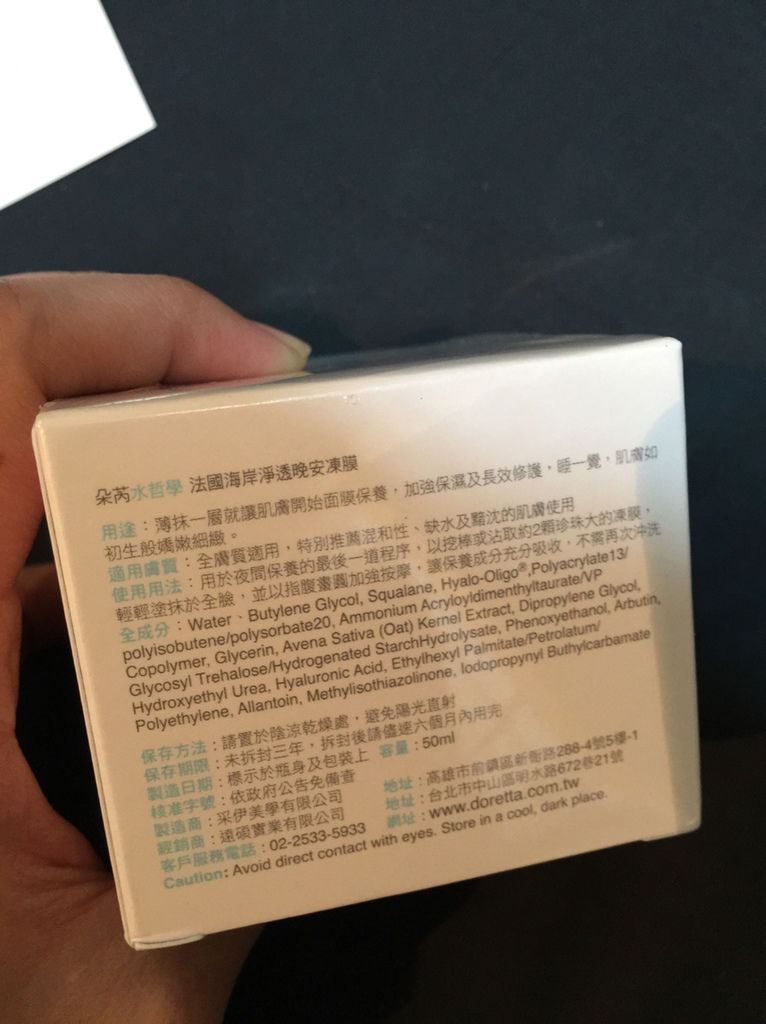 朵芮水哲學 法國海岸淨透晚安凍膜
用途：薄抹一層就讓肌膚開始面膜保養，加強保濕及長效修護，睡一覺，肌膚如
初生般嬌嫩細緻。
適用膚質：全膚質適用，特別推薦混和性、缺水及黯沈的肌膚使用
使用用法：用於夜間保養的最後一道程序，以挖棒或沾取約2顆珍珠大的凍膜，
輕輕塗抹於全臉，並以指腹畫圓加強按摩，讓保養成分充分吸收，不需再次沖洗
全成分：Water、Butylene Glycol, Squalane, Hyalo-Oligo®,Polyacrylate13/
polyisobutene/polysorbate20, Ammonium Acryloyldimenthyltaurate/VP
Copolymer, Glycerin, Avena Sativa (Oat) Kernel Extract, Dipropylene Glycol,
Glycosyl Trehalose/Hydrogenated StarchHydrolysate, Phenoxyethanol, Arbutin,
Hydroxyethyl Urea, Hyaluronic Acid, Ethylhexyl Palmitate/Petrolatum/
Polyethylene, Allantoin, Methylisothiazolinone, Iodopropynyl Buthylcarbamate
保存方法：請置於陰涼乾燥處，避免陽光直射
保存期限：未拆封三年，拆封後請儘速六個月內用完
製造日期：標示於瓶身及包裝上 容量：50ml
核准字號：依政府公告免備查
製造商：采伊美學有限公司 地址：高雄市前鎮區新衙路288-4號5樓-1
經銷商：遠碩實業有限公司 地址：台北市中山區明水路672巷21號
客戶服務電話：02-2533-5933 網址：www.doretta.com.tw
Caution: Avoid direct contact with eyes. Store in a cool, dark place.